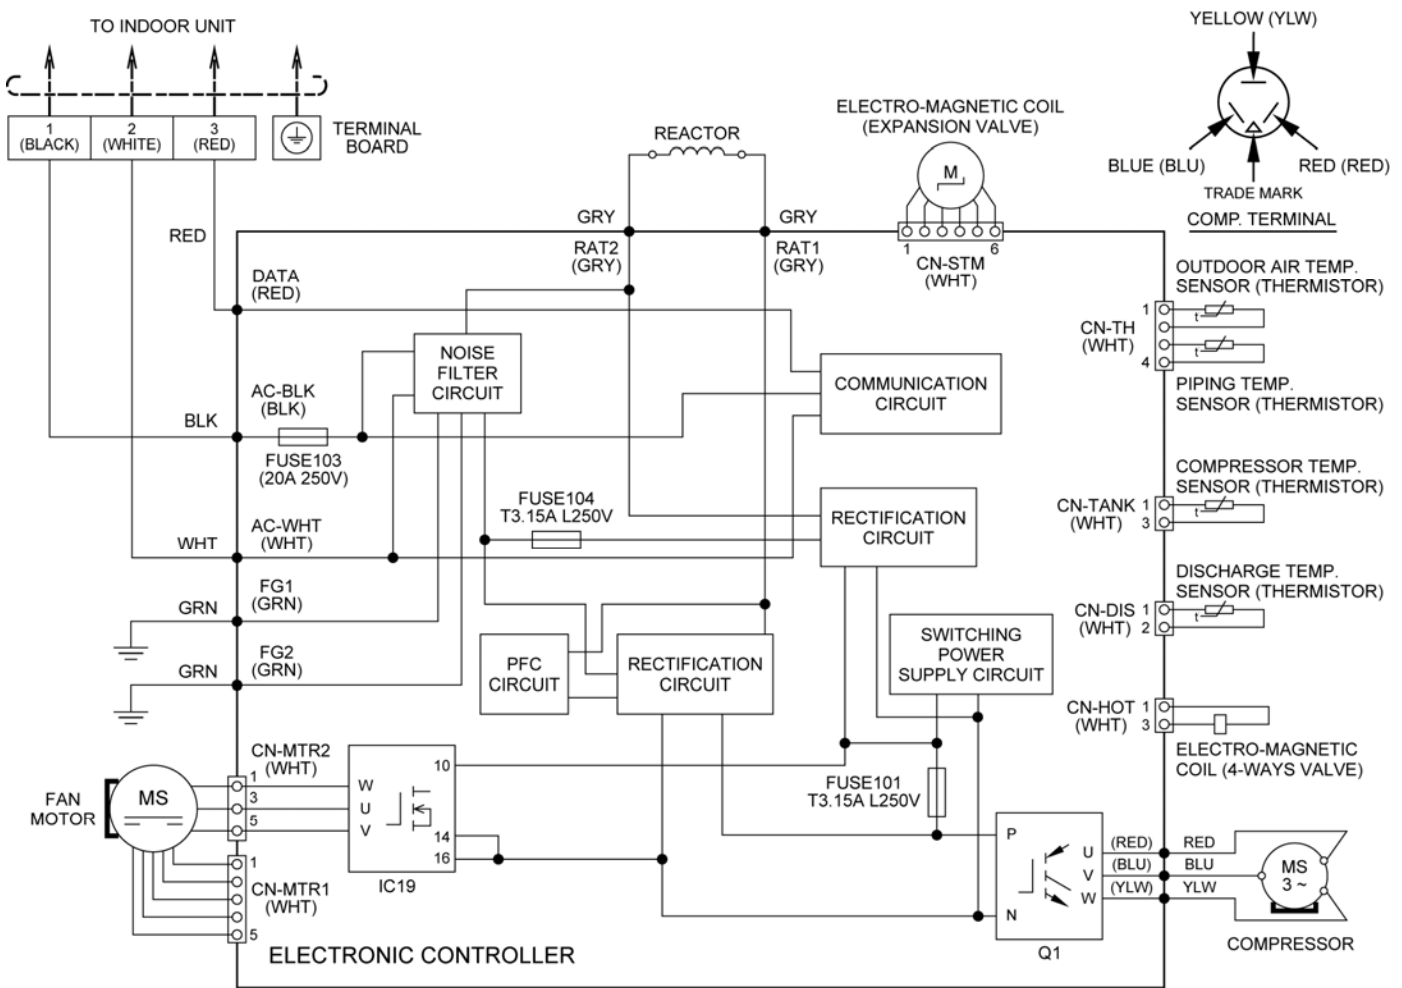 TO INDOOR UNIT
1
(BLACK)
2
(WHITE)
3
(RED)
TERMINAL
BOARD
REACTOR
ELECTRO-MAGNETIC COIL
(EXPANSION VALVE)
M
YELLOW (YLW)
BLUE (BLU)
RED (RED)
TRADE MARK
COMP. TERMINAL
GRY
GRY
RAT2
(GRY)
RAT1
(GRY)
1
6
CN-STM
(WHT)
RED
DATA
(RED)
OUTDOOR AIR TEMP.
SENSOR (THERMISTOR)
1
t
CN-TH
(WHT)
4
t
PIPING TEMP.
SENSOR (THERMISTOR)
NOISE
FILTER
CIRCUIT
COMMUNICATION
CIRCUIT
AC-BLK
(BLK)
BLK
FUSE103
(20A 250V)
COMPRESSOR TEMP.
SENSOR (THERMISTOR)
CN-TANK
(WHT)
1
3
t
FUSE104
T3.15A L250V
RECTIFICATION
CIRCUIT
AC-WHT
(WHT)
WHT
FG1
(GRN)
GRN
DISCHARGE TEMP.
SENSOR (THERMISTOR)
CN-DIS
(WHT)
1
2
t
SWITCHING
POWER
SUPPLY CIRCUIT
FG2
(GRN)
GRN
PFC
CIRCUIT
RECTIFICATION
CIRCUIT
CN-HOT
(WHT)
1
3
ELECTRO-MAGNETIC
COIL (4-WAYS VALVE)
CN-MTR2
(WHT)
1
3
5
FAN
MOTOR
MS
W
U
V
10
14
16
IC19
FUSE101
T3.15A L250V
CN-MTR1
(WHT)
1
5
P
N
U
V
W
Q1
(RED)
(BLU)
(YLW)
RED
BLU
YLW
MS
3 ~
COMPRESSOR
ELECTRONIC CONTROLLER